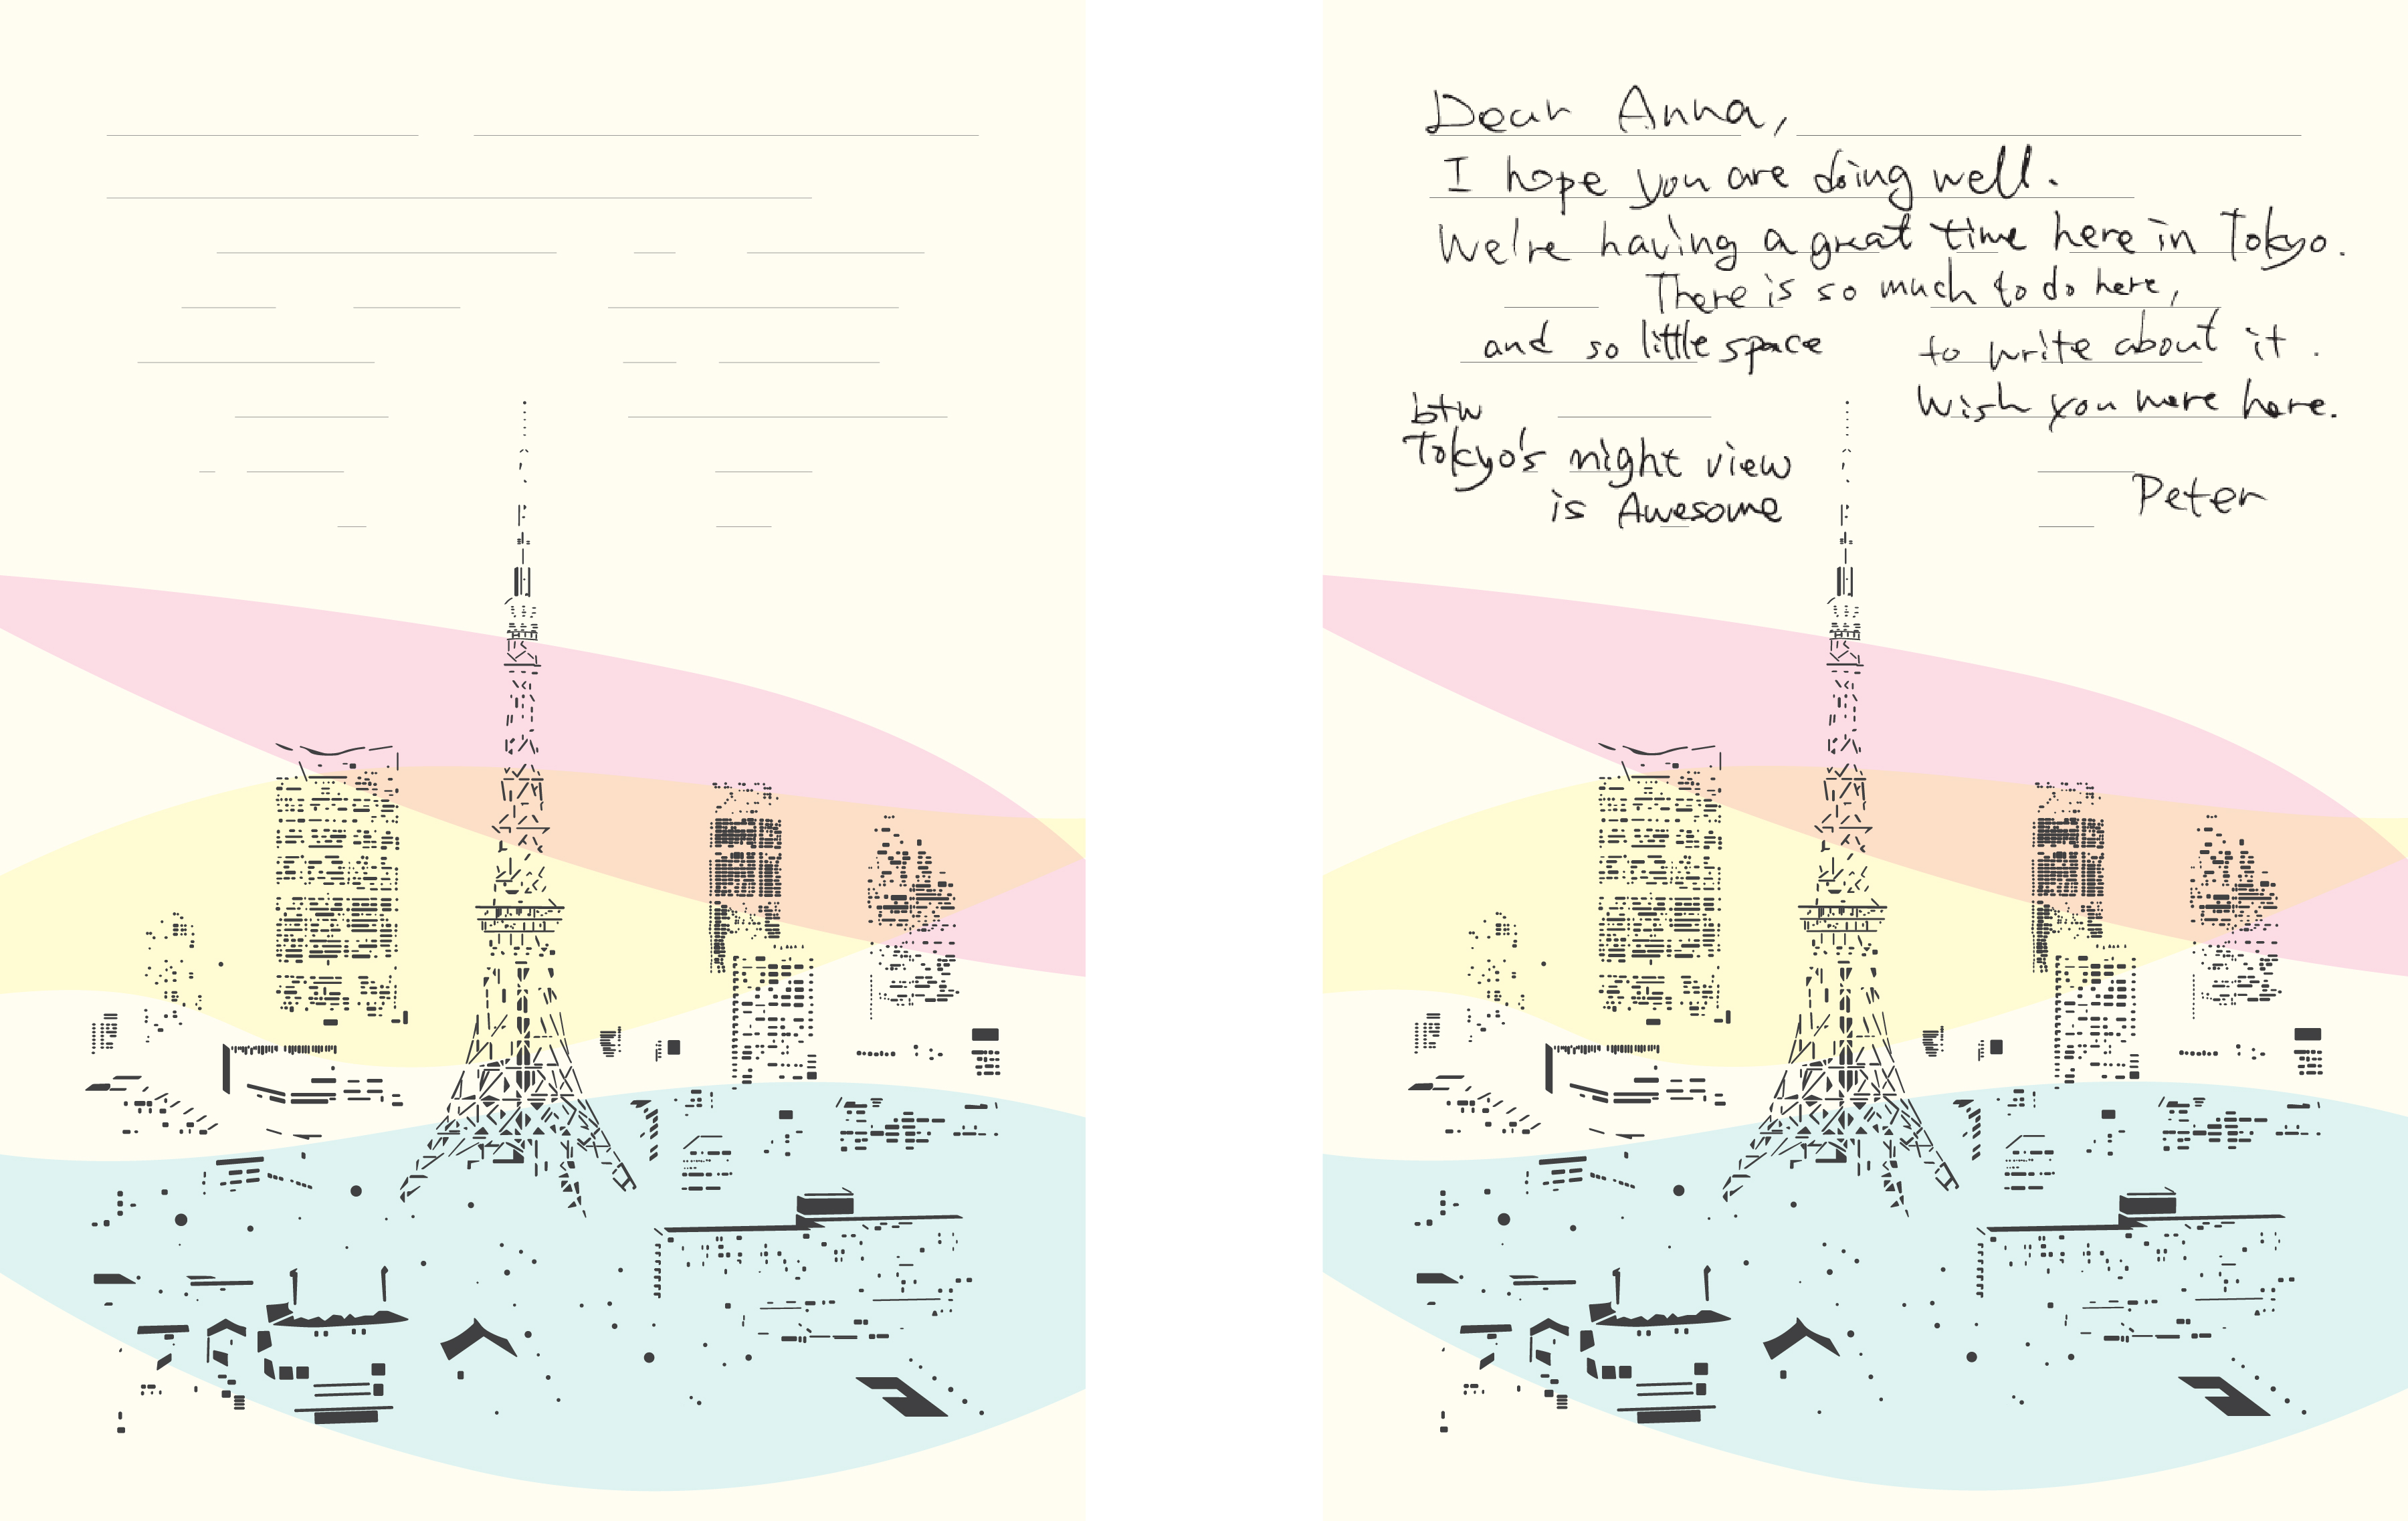 Dear Anna,
I hope you are doing well.
We're having a great time here in Tokyo.
There is so much to do here,
and so little space to write about it.
Wish you were here.
btw
Tokyo's night view
is Awesome
Peter